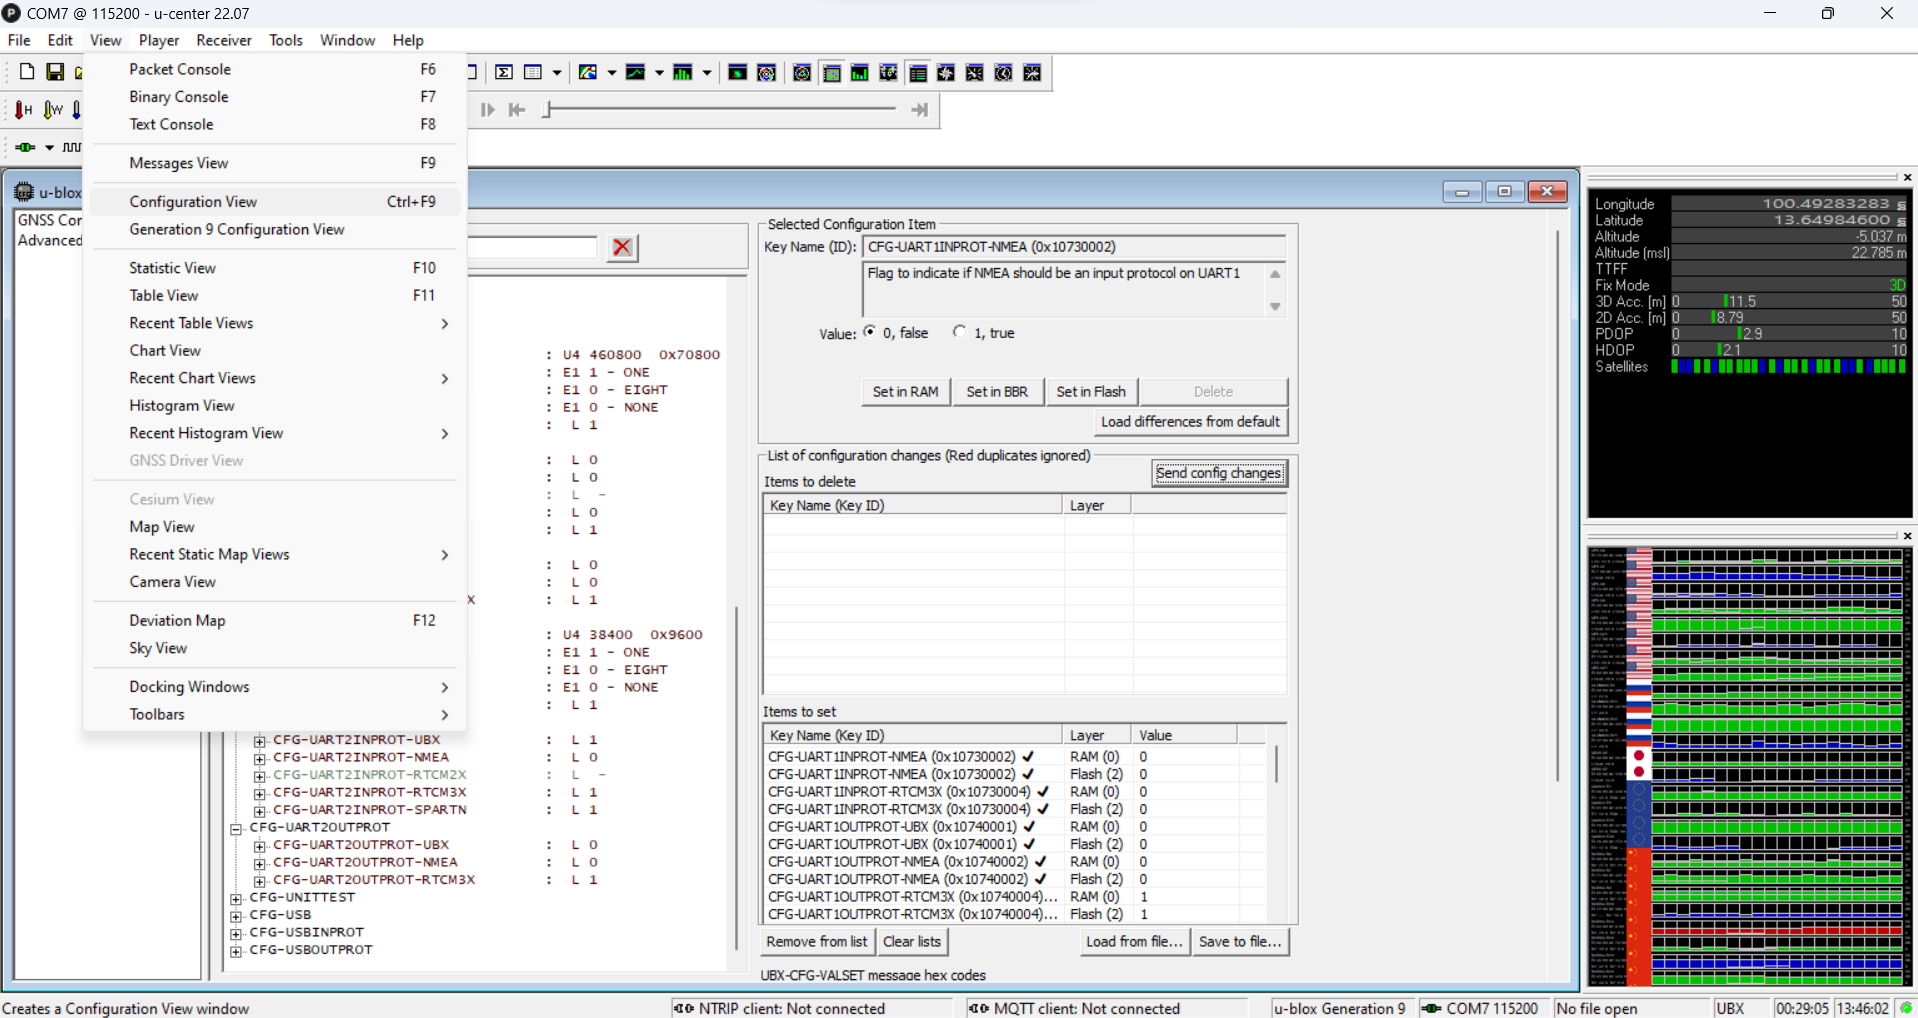 COM7 @ 115200 - u-center 22.07
File Edit View Player Receiver Tools Window Help
Packet Console F6
Binary Console F7
Text Console F8
Messages View F9
Configuration View Ctrl+F9
Generation 9 Configuration View
Statistic View F10
Table View F11
Recent Table Views
Chart View
Recent Chart Views
Histogram View
Recent Histogram View
GNSS Driver View
Cesium View
Map View
Recent Static Map Views
Camera View
Deviation Map F12
Sky View
Docking Windows
Toolbars
H W
u-blox
GNSS Cor
Advanced
: U4 460800 0x70800
: E1 1 - ONE
: E1 0 - EIGHT
: E1 0 - NONE
: L 1
: L 0
: L 0
: L -
: L 0
: L 1
: L 0
: L 0
X : L 1
: U4 38400 0x9600
: E1 1 - ONE
: E1 0 - EIGHT
: E1 0 - NONE
: L 1
CFG-UART2INPROT-UBX : L 1
CFG-UART2INPROT-NMEA : L 0
CFG-UART2INPROT-RTCM2X : L -
CFG-UART2INPROT-RTCM3X : L 1
CFG-UART2INPROT-SPARTN : L 1
CFG-UART2OUTPROT
CFG-UART2OUTPROT-UBX : L 0
CFG-UART2OUTPROT-NMEA : L 0
CFG-UART2OUTPROT-RTCM3X : L 1
CFG-UNITTEST
CFG-USB
CFG-USBINPROT
CFG-USBOUTPROT
Selected Configuration Item
Key Name (ID): CFG-UART1INPROT-NMEA (0x10730002)
Flag to indicate if NMEA should be an input protocol on UART1
Value: 0, false 1, true
Set in RAM Set in BBR Set in Flash Delete
Load differences from default
List of configuration changes (Red duplicates ignored)
Send config changes
Items to delete
Key Name (Key ID) Layer
Items to set
Key Name (Key ID) Layer Value
CFG-UART1INPROT-NMEA (0x10730002) ✔ RAM (0) 0
CFG-UART1INPROT-NMEA (0x10730002) ✔ Flash (2) 0
CFG-UART1INPROT-RTCM3X (0x10730004) ✔ RAM (0) 0
CFG-UART1INPROT-RTCM3X (0x10730004) ✔ Flash (2) 0
CFG-UART1OUTPROT-UBX (0x10740001) ✔ RAM (0) 0
CFG-UART1OUTPROT-UBX (0x10740001) ✔ Flash (2) 0
CFG-UART1OUTPROT-NMEA (0x10740002) ✔ RAM (0) 0
CFG-UART1OUTPROT-NMEA (0x10740002) ✔ Flash (2) 0
CFG-UART1OUTPROT-RTCM3X (0x10740004)... RAM (0) 1
CFG-UART1OUTPROT-RTCM3X (0x10740004)... Flash (2) 1
Remove from list Clear lists Load from file... Save to file...
UBX-CFG-VALSET message hex codes
Longitude 100.49283283 °
Latitude 13.64984600 °
Altitude -5.037 m
Altitude (msl) 22.785 m
TTFF
Fix Mode 3D
3D Acc. [m] 0 11.5 50
2D Acc. [m] 0 8.79 50
PDOP 0 2.9 10
HDOP 0 2.1 10
Satellites
Creates a Configuration View window
NTRIP client: Not connected
MQTT client: Not connected
u-blox Generation 9
COM7 115200
No file open
UBX
00:29:05
13:46:02